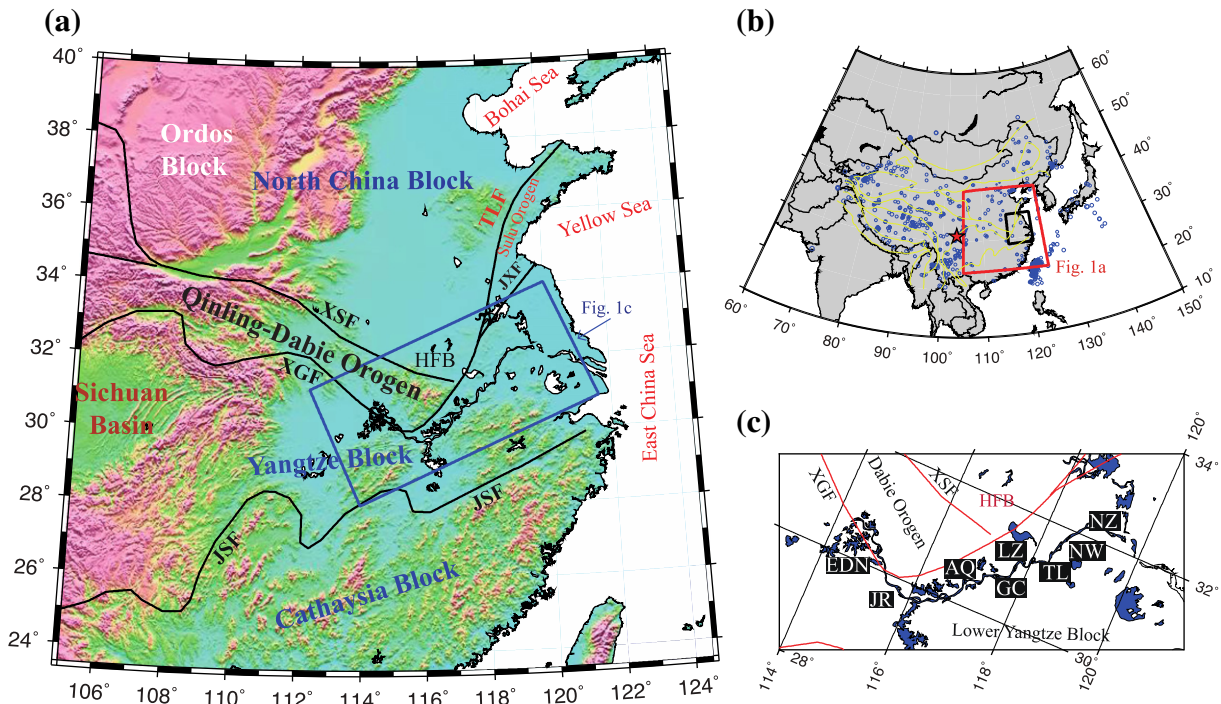 (a)
40°
38°
36°
34°
32°
30°
28°
26°
24°
106°
108°
110°
112°
114°
116°
118°
120°
122°
124°
Ordos
Block
North China Block
Bohai Sea
TLF
Sulu Orogen
Yellow Sea
JXF
XSF
Qinling-Dabie Orogen
Fig. 1c
HFB
XGF
Sichuan
Basin
East China Sea
Yangtze Block
JSF
JSF
Cathaysia Block
(b)
60°
50°
40°
30°
20°
10°
60°
70°
80°
90°
100°
110°
120°
130°
140°
150°
Fig. 1a
(c)
120°
34°
XGF
Dabie Orogen
XSF
HFB
NZ
LZ
NW
EDN
AQ
TL
GC
JR
32°
Lower Yangtze Block
114°
28°
116°
118°
30°
120°